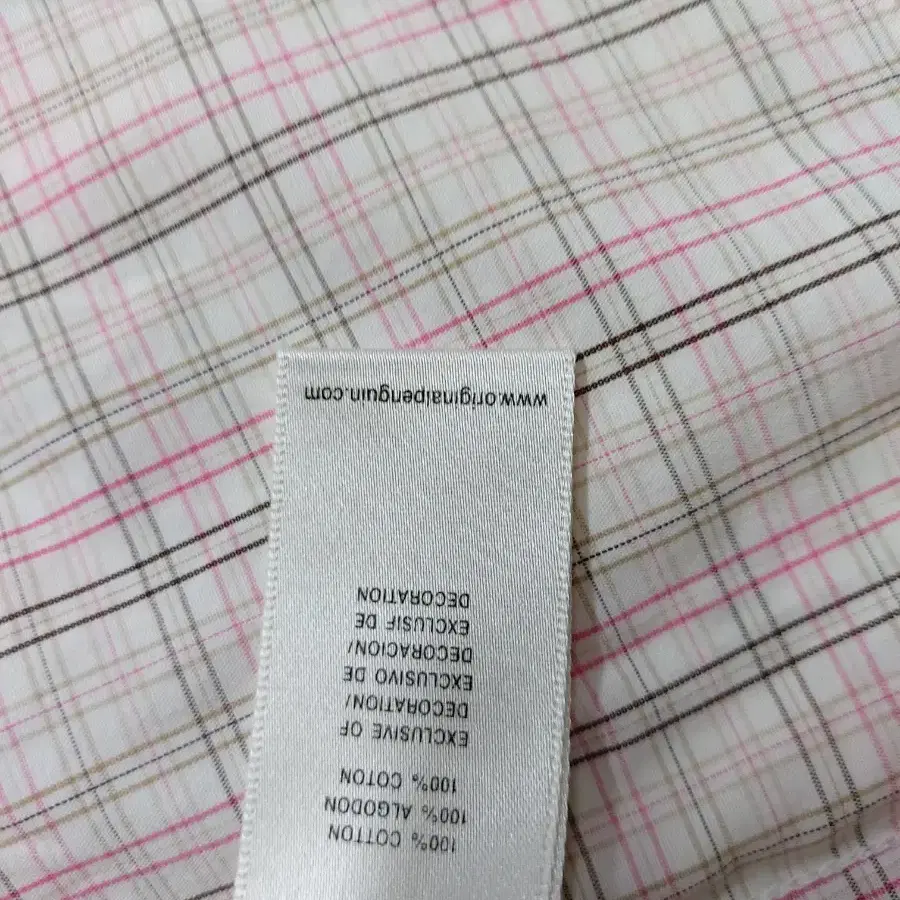 100% COTTON
100% ALGODON
100% COTON
EXCLUSIVE OF
DECORATION/
EXCLUSIVO DE
DECORACION/
EXCLUSIF DE
DECORATION
www.originalpenguin.com